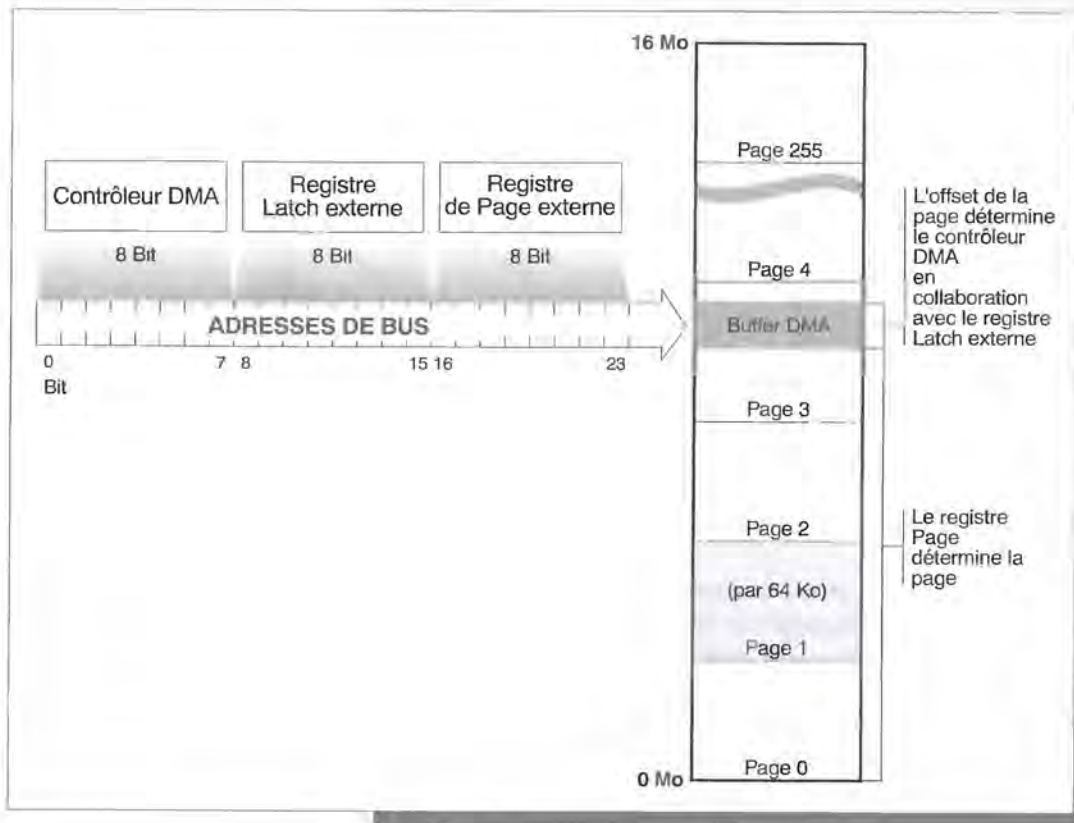 16 Mo
Contrôleur DMA
Registre
Latch externe
Registre
de Page externe
8 Bit
8 Bit
8 Bit
ADRESSES DE BUS
0
7
8
15
16
23
Bit
Page 255
Page 4
Buffer DMA
Page 3
Page 2
(par 64 Ko)
Page 1
Page 0
0 Mo
L'offset de la
page détermine
le contrôleur
DMA
en
collaboration
avec le registre
Latch externe
Le registre
Page
détermine la
page